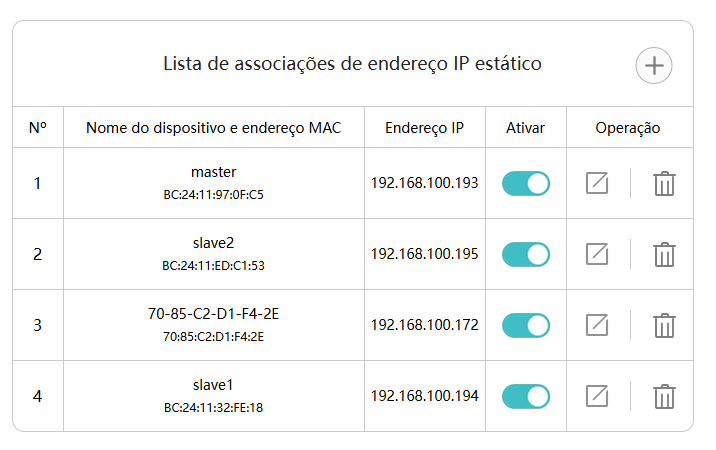 Lista de associações de endereço IP estático
Nº Nome do dispositivo e endereço MAC Endereço IP Ativar Operação
1 master 192.168.100.193
BC:24:11:97:0F:C5
2 slave2 192.168.100.195
BC:24:11:ED:C1:53
3 70-85-C2-D1-F4-2E 192.168.100.172
70:85:C2:D1:F4:2E
4 slave1 192.168.100.194
BC:24:11:32:FE:18